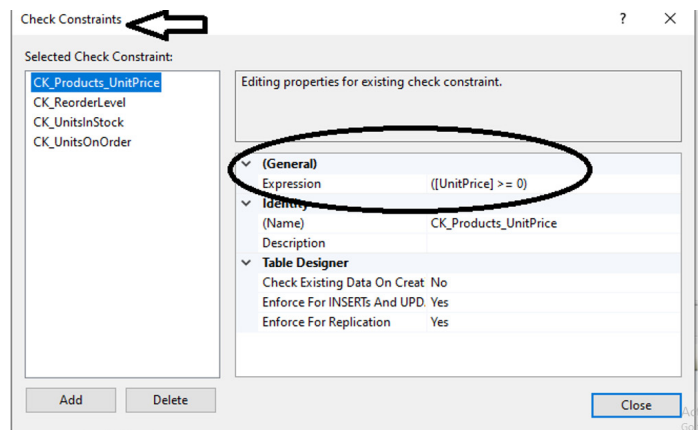 Check Constraints
? ×
Selected Check Constraint:
CK_Products_UnitPrice
CK_ReorderLevel
CK_UnitsInStock
CK_UnitsOnOrder
Editing properties for existing check constraint.
(General)
Expression ([UnitPrice] >= 0)
Identity
(Name) CK_Products_UnitPrice
Description
Table Designer
Check Existing Data On Creat No
Enforce For INSERTs And UPD. Yes
Enforce For Replication Yes
Add Delete
Close